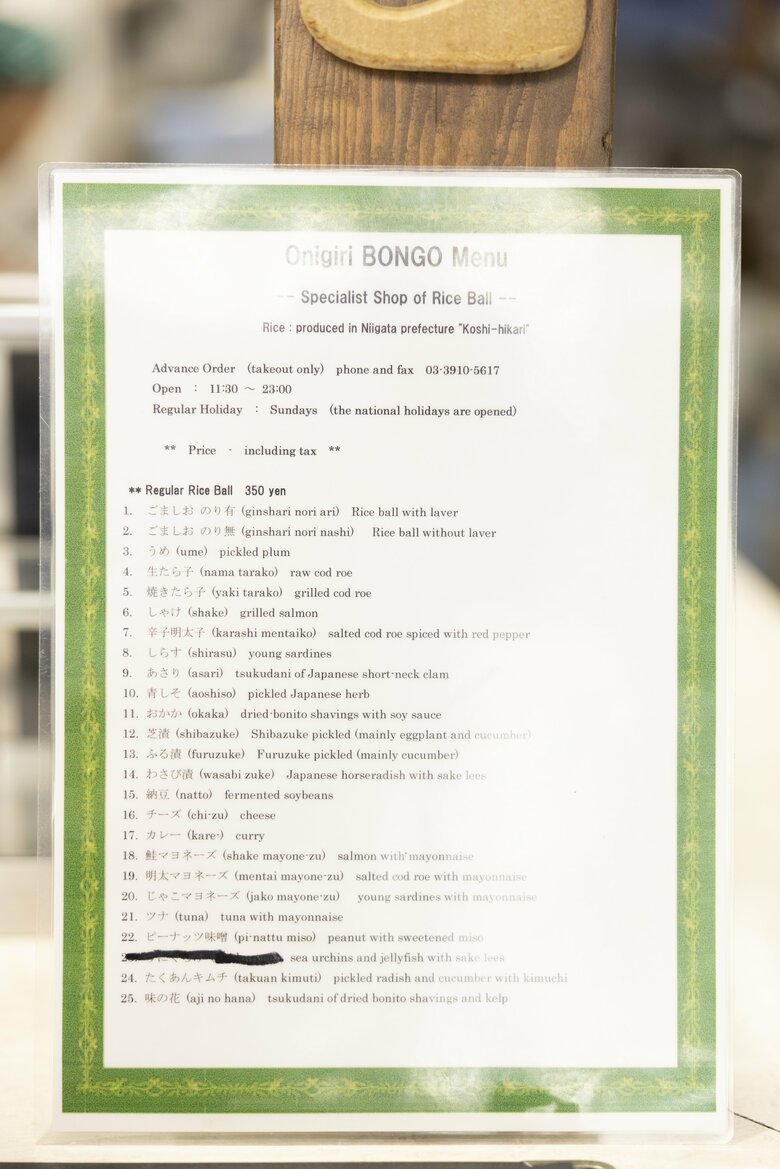 Onigiri BONGO Menu
-- Specialist Shop of Rice Ball --
Rice : produced in Niigata prefecture "Koshi-hikari"
Advance Order (takeout only) phone and fax 03-3910-5617
Open : 11:30 ～ 23:00
Regular Holiday : Sundays (the national holidays are opened)
** Price - including tax **
** Regular Rice Ball 350 yen
1. ごましお のり有 (ginshari nori ari) Rice ball with laver
2. ごましお のり無 (ginshari nori nashi) Rice ball without laver
3. うめ (ume) pickled plum
4. 生たら子 (nama tarako) raw cod roe
5. 焼きたら子 (yaki tarako) grilled cod roe
6. しゃけ (shake) grilled salmon
7. 辛子明太子 (karashi mentaiko) salted cod roe spiced with red pepper
8. しらす (shirasu) young sardines
9. あさり (asari) tsukudani of Japanese short-neck clam
10. 青しそ (aoshiso) pickled Japanese herb
11. おかか (okaka) dried-bonito shavings with soy sauce
12. 芝漬 (shibazuke) Shibazuke pickled (mainly eggplant and cucumber)
13. ふる漬 (furuzuke) Furuzuke pickled (mainly cucumber)
14. わさび漬 (wasabi zuke) Japanese horseradish with sake lees
15. 納豆 (natto) fermented soybeans
16. チーズ (chi-zu) cheese
17. カレー (kare-) curry
18. 鮭マヨネーズ (shake mayone-zu) salmon with mayonnaise
19. 明太マヨネーズ (mentai mayone-zu) salted cod roe with mayonnaise
20. じゃこマヨネーズ (jako mayone-zu) young sardines with mayonnaise
21. ツナ (tuna) tuna with mayonnaise
22. ピーナッツ味噌 (pi-nattu miso) peanut with sweetened miso
sea urchins and jellyfish with sake lees
24. たくあんキムチ (takuan kimuti) pickled radish and cucumber with kimuchi
25. 味の花 (aji no hana) tsukudani of dried bonito shavings and kelp